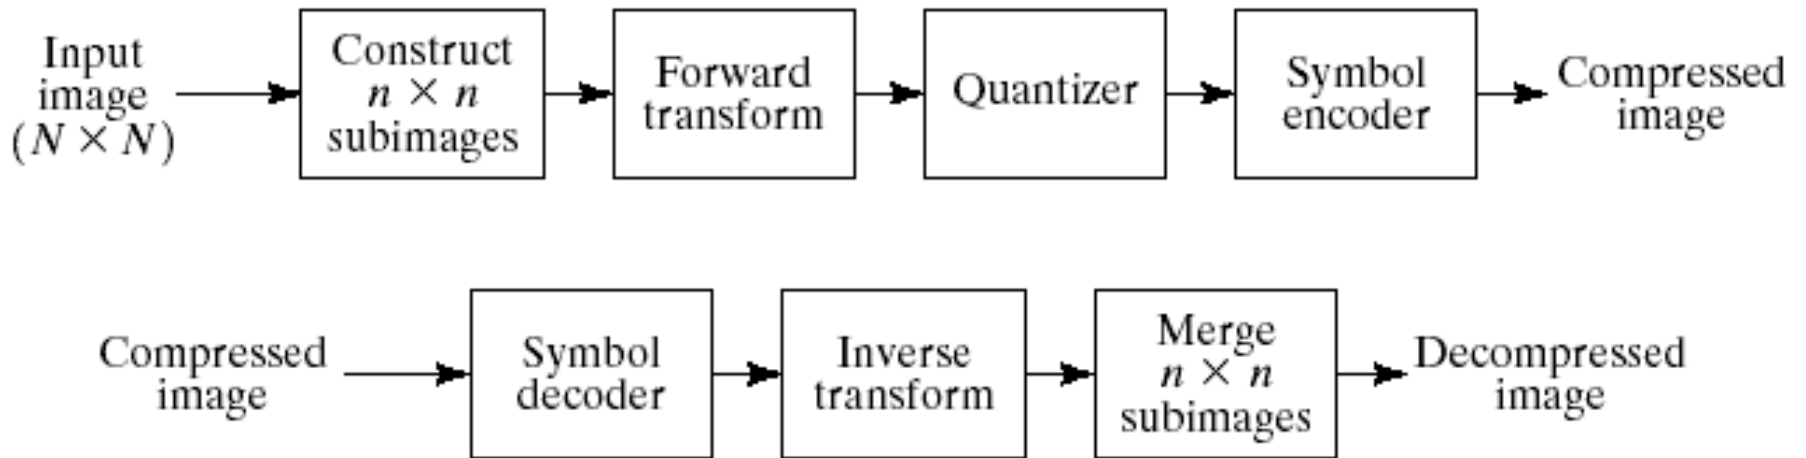 Input
image
(N × N)
Construct
n × n
subimages
Forward
transform
Quantizer
Symbol
encoder
Compressed
image
Compressed
image
Symbol
decoder
Inverse
transform
Merge
n × n
subimages
Decompressed
image